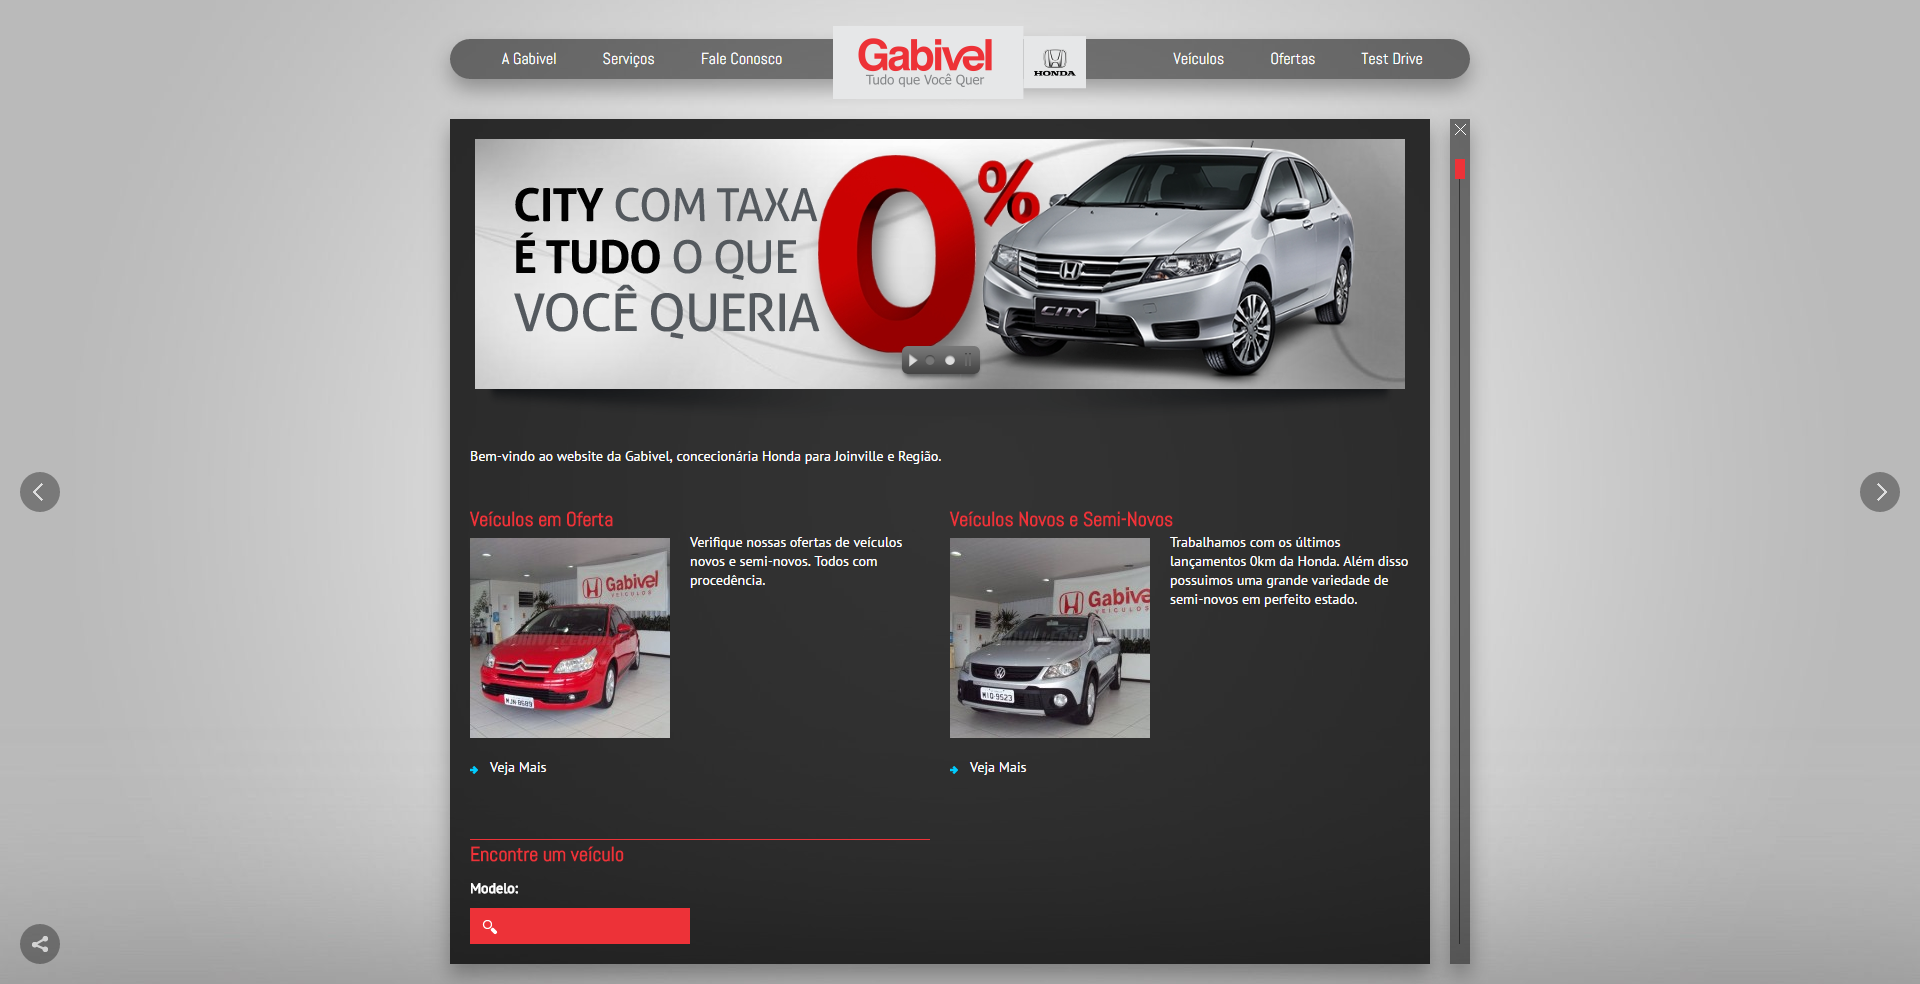 A Gabivel
Serviços
Fale Conosco
Gabivel
Tudo que Você Quer
HONDA
Veículos
Ofertas
Test Drive
CITY COM TAXA
É TUDO O QUE
VOCÊ QUERIA
0%
CITY
Bem-vindo ao website da Gabivel, concecionária Honda para Joinville e Região.
Veículos em Oferta
Gabivel
VEÍCULOS
Verifique nossas ofertas de veículos
novos e semi-novos. Todos com
procedência.
Veja Mais
Veículos Novos e Semi-Novos
Gabive
VEÍCULOS
MIQ-9523
Trabalhamos com os últimos
lançamentos 0km da Honda. Além disso
possuimos uma grande variedade de
semi-novos em perfeito estado.
Veja Mais
Encontre um veículo
Modelo: